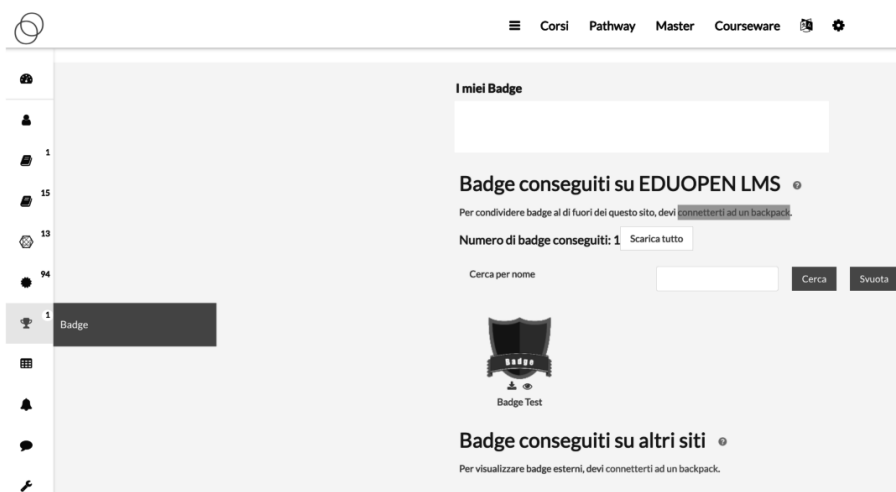 Corsi Pathway Master Courseware
1
15
13
94
1
Badge
I miei Badge
Badge conseguiti su EDUOPEN LMS
Per condividere badge al di fuori dei questo sito, devi connetterti ad un backpack.
Numero di badge conseguiti: 1 Scarica tutto
Cerca per nome Cerca Svuota
Badge
Badge Test
Badge conseguiti su altri siti
Per visualizzare badge esterni, devi connetterti ad un backpack.